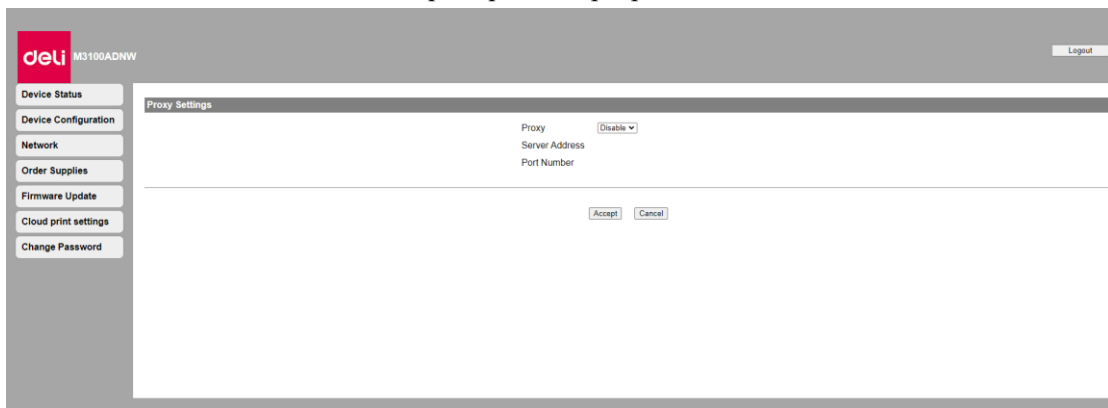 deli M3100ADNW
Logout
Device Status
Device Configuration
Network
Order Supplies
Firmware Update
Cloud print settings
Change Password
Proxy Settings
Proxy Disable
Server Address
Port Number
Accept Cancel